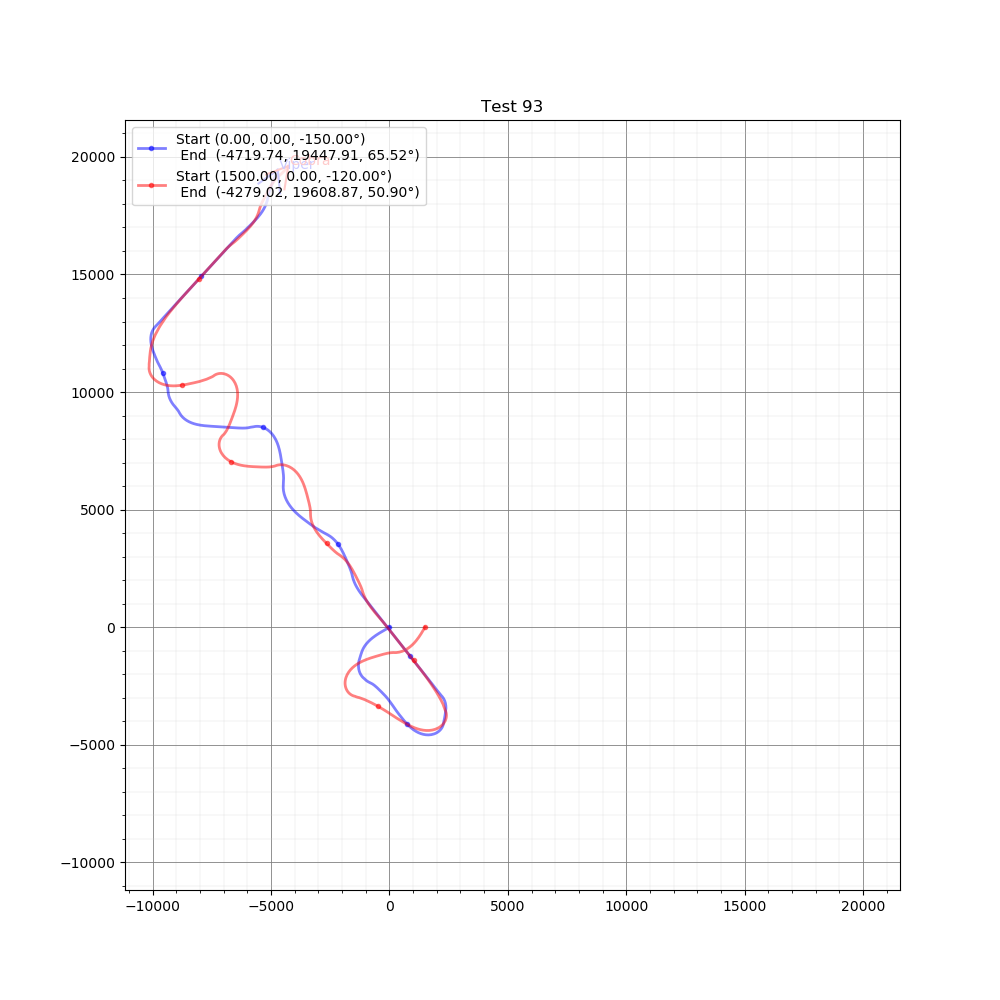 Test 93
Start (0.00, 0.00, -150.00°)
End (-4719.74, 19447.91, 65.52°)
Start (1500.00, 0.00, -120.00°)
End (-4279.02, 19608.87, 50.90°)
20000
15000
10000
5000
0
−5000
−10000
−10000 −5000 0 5000 10000 15000 20000